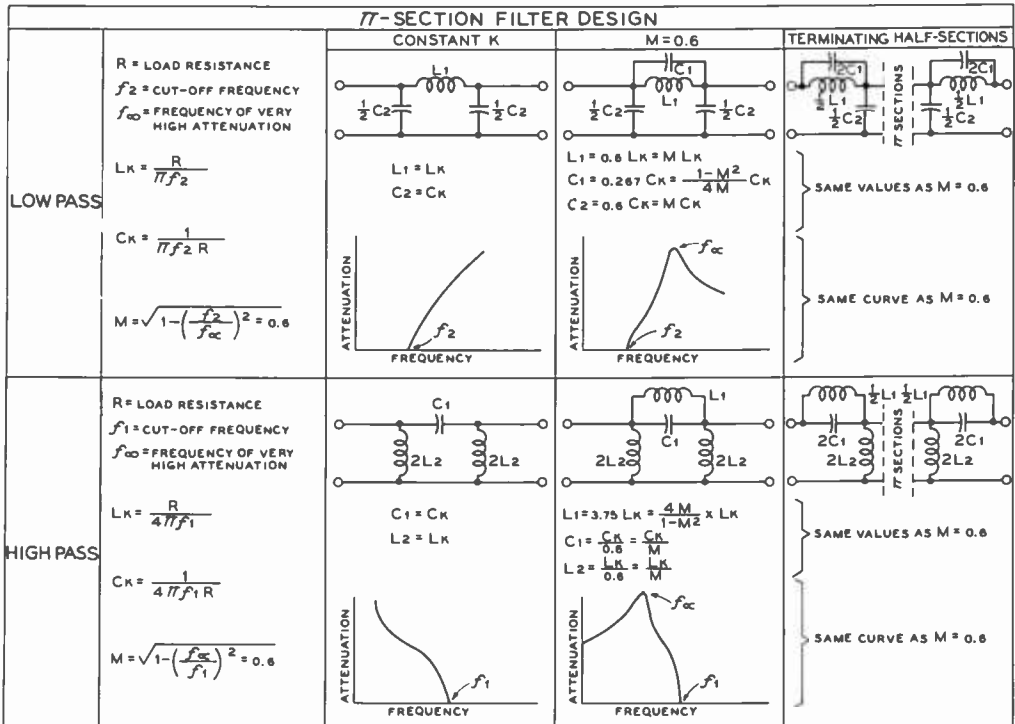 π-SECTION FILTER DESIGN
CONSTANT K
M = 0.6
TERMINATING HALF-SECTIONS
LOW PASS
R = LOAD RESISTANCE
f2 = CUT-OFF FREQUENCY
f∞ = FREQUENCY OF VERY
HIGH ATTENUATION
LK = R / πf2
CK = 1 / πf2 R
M = √1-(f2/f∝)² = 0.6
L1
½C2
½C2
L1 = LK
C2 = CK
ATTENUATION
f2
FREQUENCY
C1
L1
½C2
½C2
L1 = 0.6 LK = M LK
C1 = 0.267 CK = 1-M²/4M CK
C2 = 0.6 CK = M CK
ATTENUATION
f∝
f2
FREQUENCY
2C1
½L1
½C2
π SECTIONS
2C1
½L1
½C2
SAME VALUES AS M = 0.6
SAME CURVE AS M = 0.6
HIGH PASS
R = LOAD RESISTANCE
f1 = CUT-OFF FREQUENCY
f∞ = FREQUENCY OF VERY
HIGH ATTENUATION
LK = R / 4πf1
CK = 1 / 4πf1 R
M = √1-(f∝/f1)² = 0.6
C1
2L2
2L2
C1 = CK
L2 = LK
ATTENUATION
f1
FREQUENCY
L1
C1
2L2
2L2
L1 = 3.75 LK = 4M/1-M² x LK
C1 = CK/0.6 = CK/M
L2 = LK/0.6 = LK/M
ATTENUATION
f∝
f1
FREQUENCY
½L1
½L1
2C1
2L2
π SECTIONS
2C1
2L2
SAME VALUES AS M = 0.6
SAME CURVE AS M = 0.6